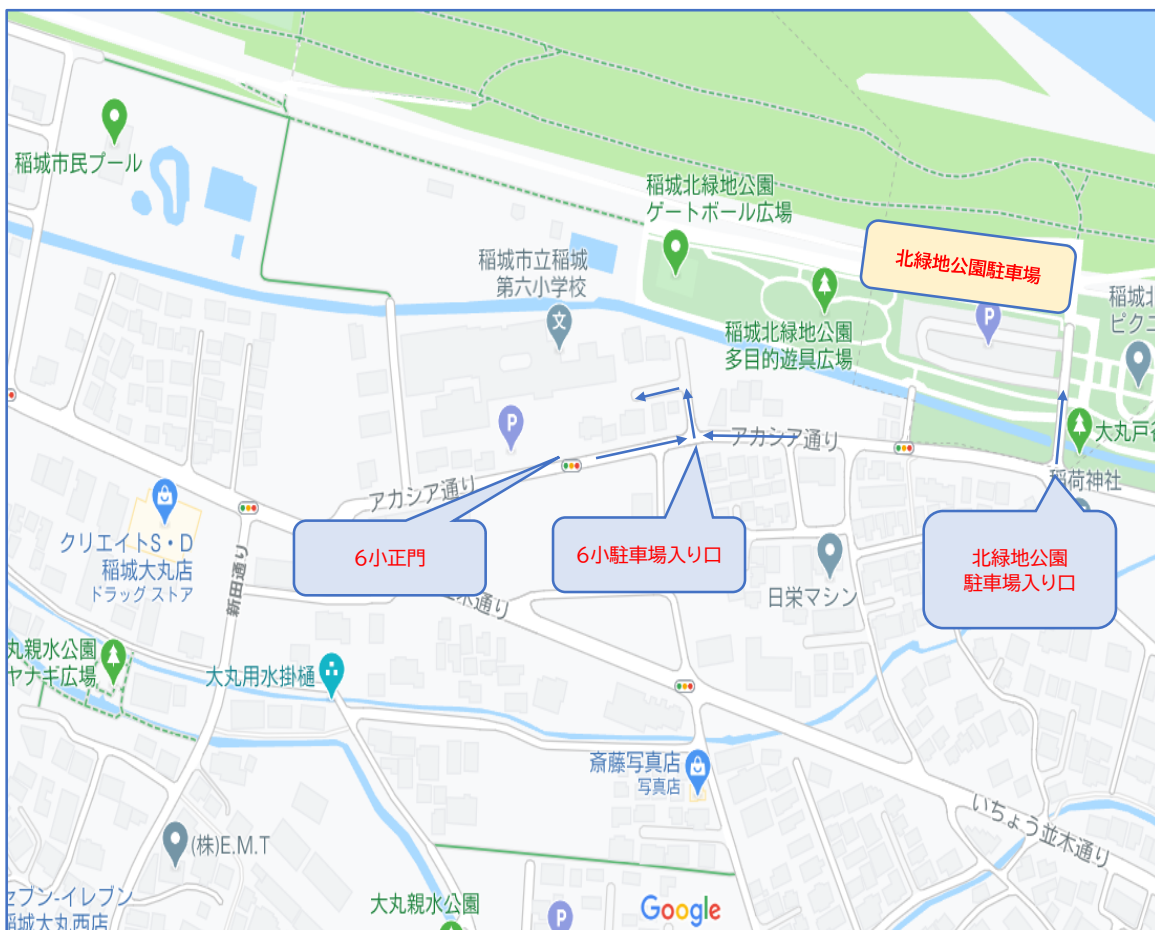 稲城市民プール
稲城北緑地公園
ゲートボール広場
北緑地公園駐車場
稲城市立稲城
第六小学校
文
稲城北
ピクニ
P
稲城北緑地公園
多目的遊具広場
P
大丸戸谷
アカシア通り
アカシア通り
稲荷神社
クリエイトS・D
稲城大丸店
ドラッグ ストア
6小正門
6小駐車場入り口
北緑地公園
駐車場入り口
新田通り
木通り
日栄マシン
丸親水公園
ヤナギ広場
大丸用水掛樋
斎藤写真店
写真店
いちょう並木通り
(株)E.M.T
セブン-イレブン
稲城大丸西店
大丸親水公園
P
Google